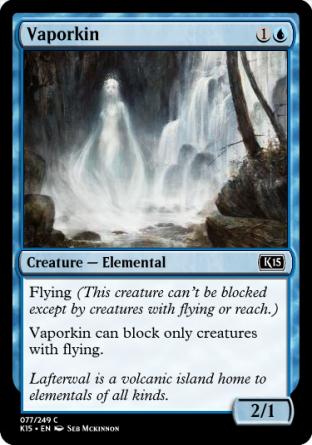 Vaporkin 1
K15
Creature — Elemental
Flying (This creature can't be blocked
except by creatures with flying or reach.)
Vaporkin can block only creatures
with flying.
Lafterwal is a volcanic island home to
elementals of all kinds.
2/1
077/249 C
K15 • EN Seb Mckinnon